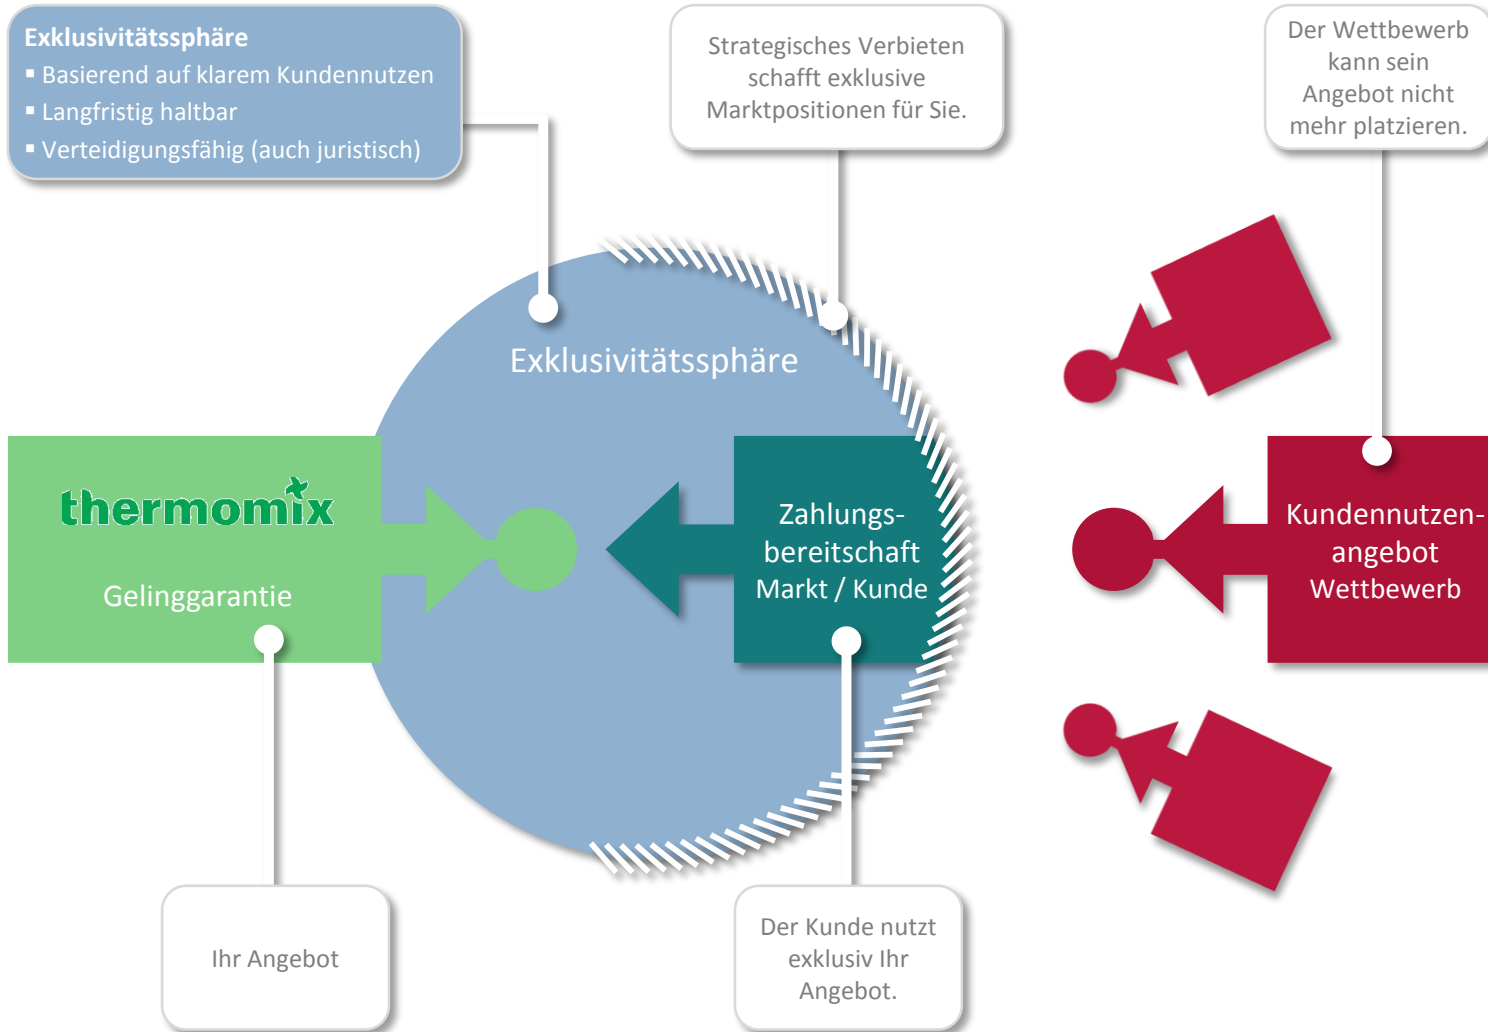 Exklusivitätssphäre
▪ Basierend auf klarem Kundennutzen
▪ Langfristig haltbar
▪ Verteidigungsfähig (auch juristisch)
Strategisches Verbieten
schafft exklusive
Marktpositionen für Sie.
Der Wettbewerb
kann sein
Angebot nicht
mehr platzieren.
Exklusivitätssphäre
thermomix
Gelinggarantie
Zahlungs-
bereitschaft
Markt / Kunde
Kundennutzen-
angebot
Wettbewerb
Ihr Angebot
Der Kunde nutzt
exklusiv Ihr
Angebot.